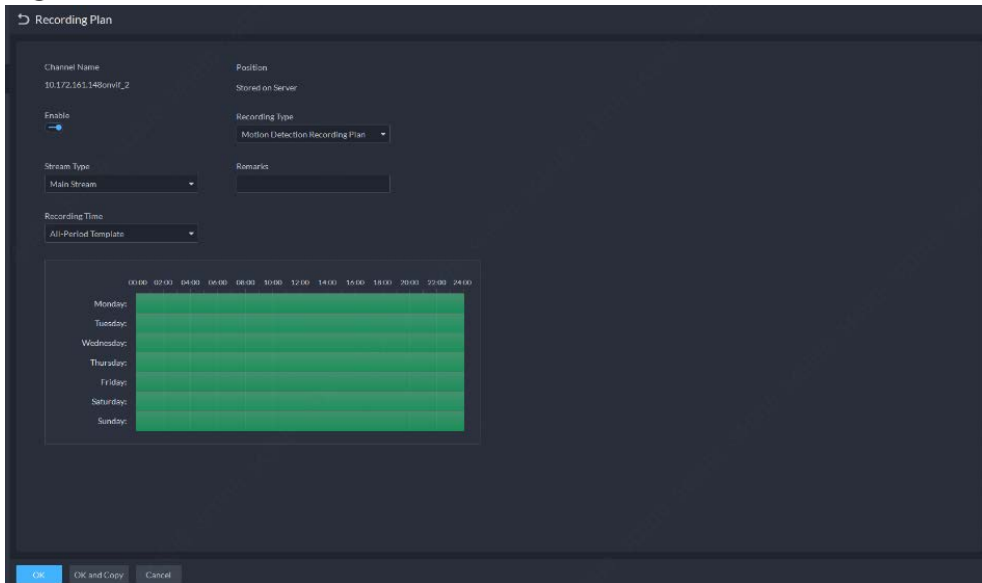 Recording Plan
Channel Name
Position
10.172.161.148onvif_2
Stored on Server
Enable
Recording Type
Motion Detection Recording Plan
Stream Type
Remarks
Main Stream
Recording Time
All-Period Template
00:00 02:00 04:00 06:00 08:00 10:00 12:00 14:00 16:00 18:00 20:00 22:00 24:00
Monday:
Tuesday:
Wednesday:
Thursday:
Friday:
Saturday:
Sunday:
OK OK and Copy Cancel